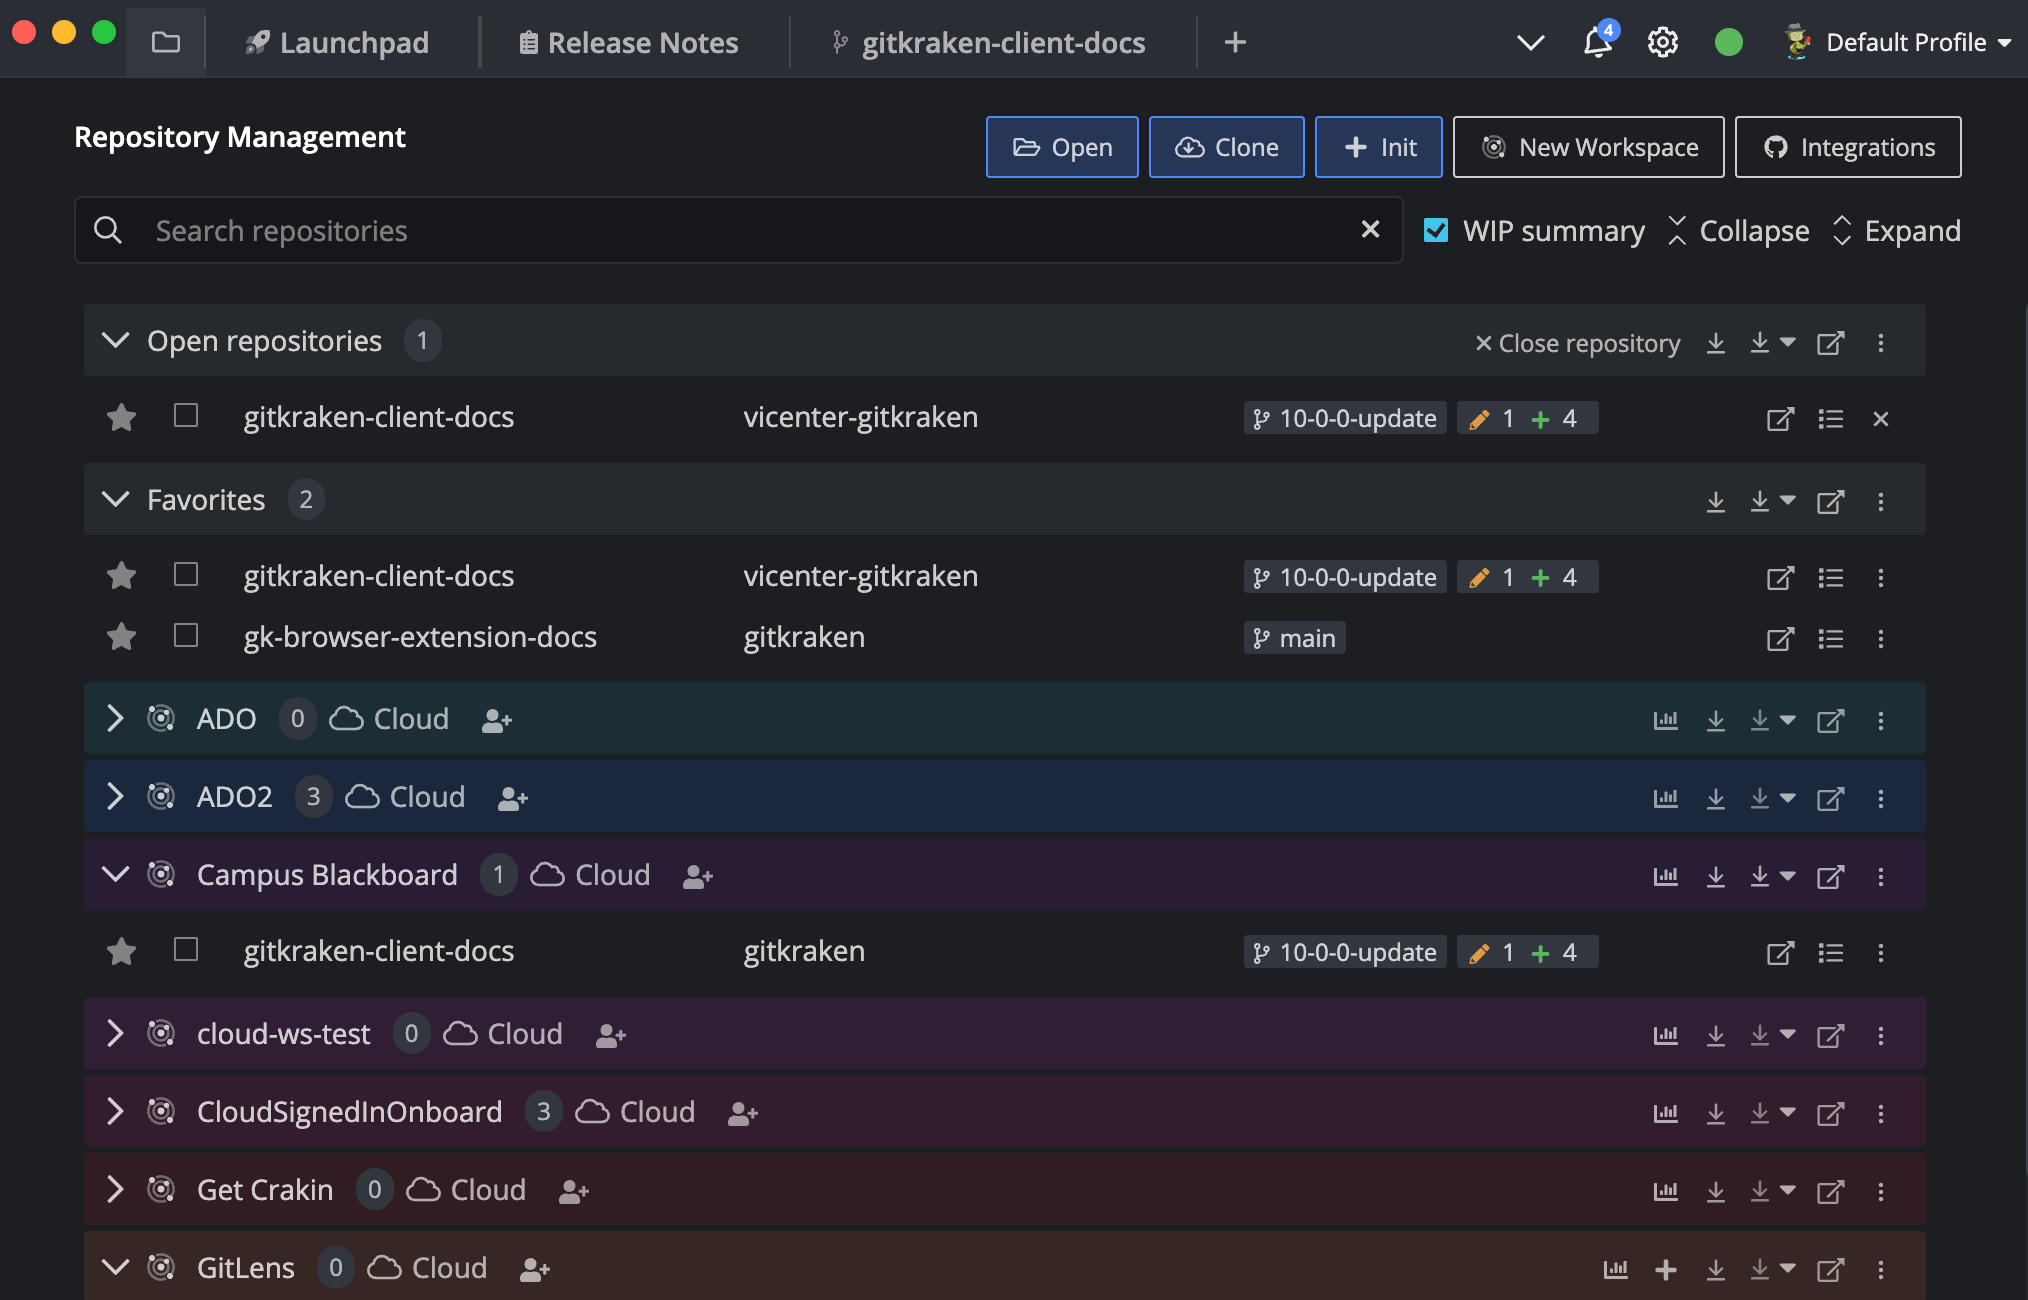 Launchpad
Release Notes
gitkraken-client-docs
4
Default Profile
Repository Management
Open
Clone
Init
New Workspace
Integrations
Search repositories
WIP summary
Collapse
Expand
Open repositories 1
Close repository
gitkraken-client-docs vicenter-gitkraken 10-0-0-update 1 + 4
Favorites 2
gitkraken-client-docs vicenter-gitkraken 10-0-0-update 1 + 4
gk-browser-extension-docs gitkraken main
ADO 0 Cloud
ADO2 3 Cloud
Campus Blackboard 1 Cloud
gitkraken-client-docs gitkraken 10-0-0-update 1 + 4
cloud-ws-test 0 Cloud
CloudSignedInOnboard 3 Cloud
Get Crakin 0 Cloud
GitLens 0 Cloud